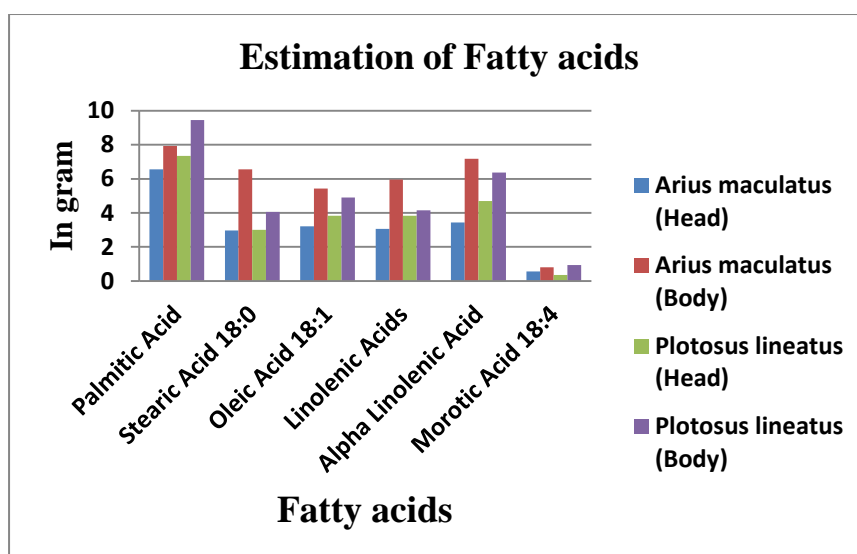 Estimation of Fatty acids
In gram
10
8
6
4
2
0
Palmitic Acid
Stearic Acid 18:0
Oleic Acid 18:1
Linolenic Acids
Alpha Linolenic Acid
Morotic Acid 18:4
Fatty acids
Arius maculatus
(Head)
Arius maculatus
(Body)
Plotosus lineatus
(Head)
Plotosus lineatus
(Body)